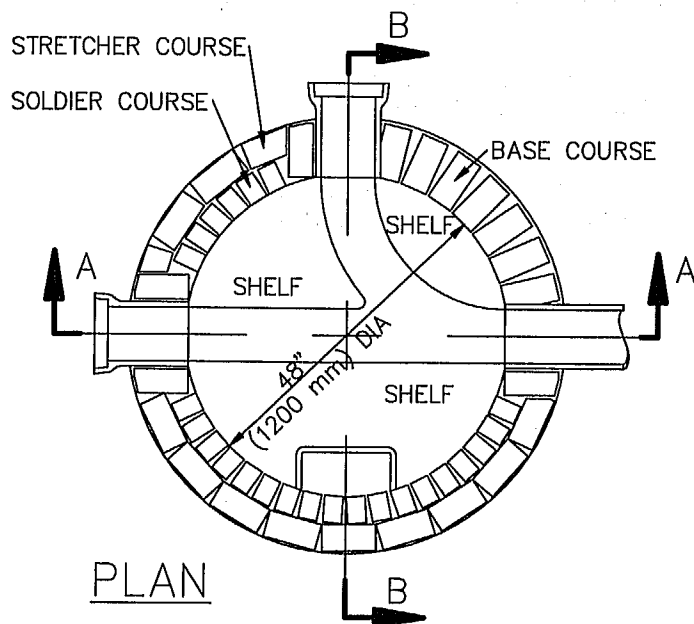 B
STRETCHER COURSE
SOLDIER COURSE
BASE COURSE
SHELF
A
A
SHELF
48"
(1200 mm) DIA
SHELF
PLAN
B